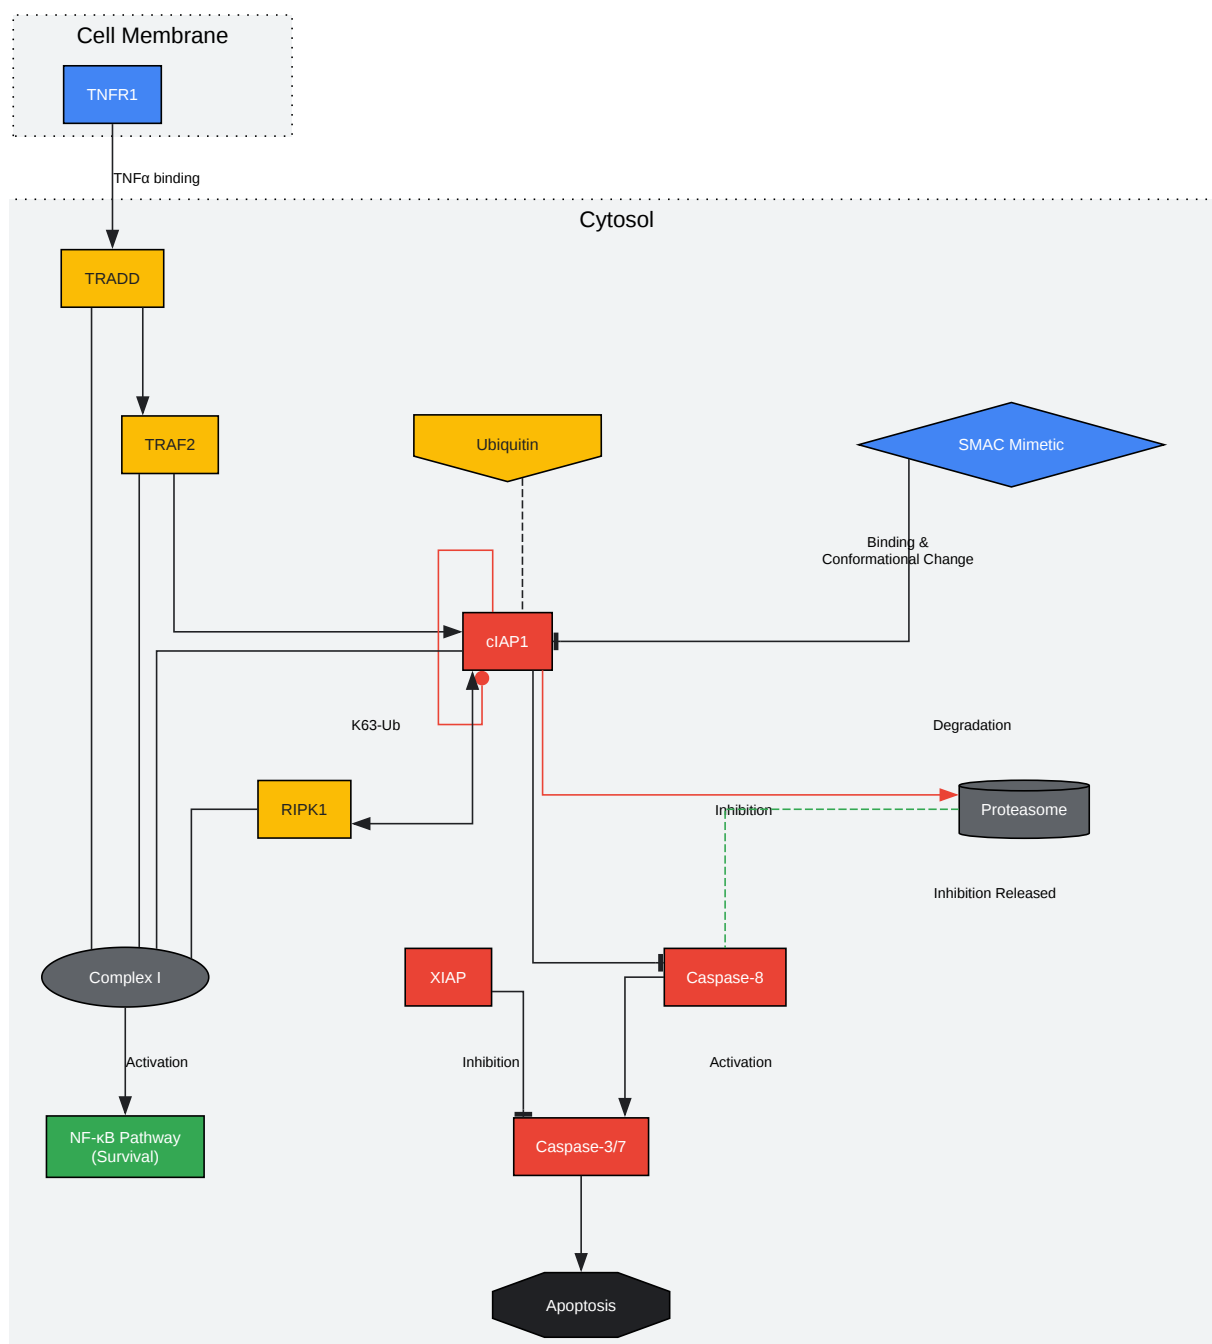 Cell Membrane
TNFR1
TNFα binding
Cytosol
TRADD
TRAF2
Ubiquitin
SMAC Mimetic
Binding &
Conformational Change
cIAP1
K63-Ub
Degradation
RIPK1
Inhibition
Proteasome
Inhibition Released
Complex I
XIAP
Caspase-8
Activation
Inhibition
Activation
NF-κB Pathway
(Survival)
Caspase-3/7
Apoptosis